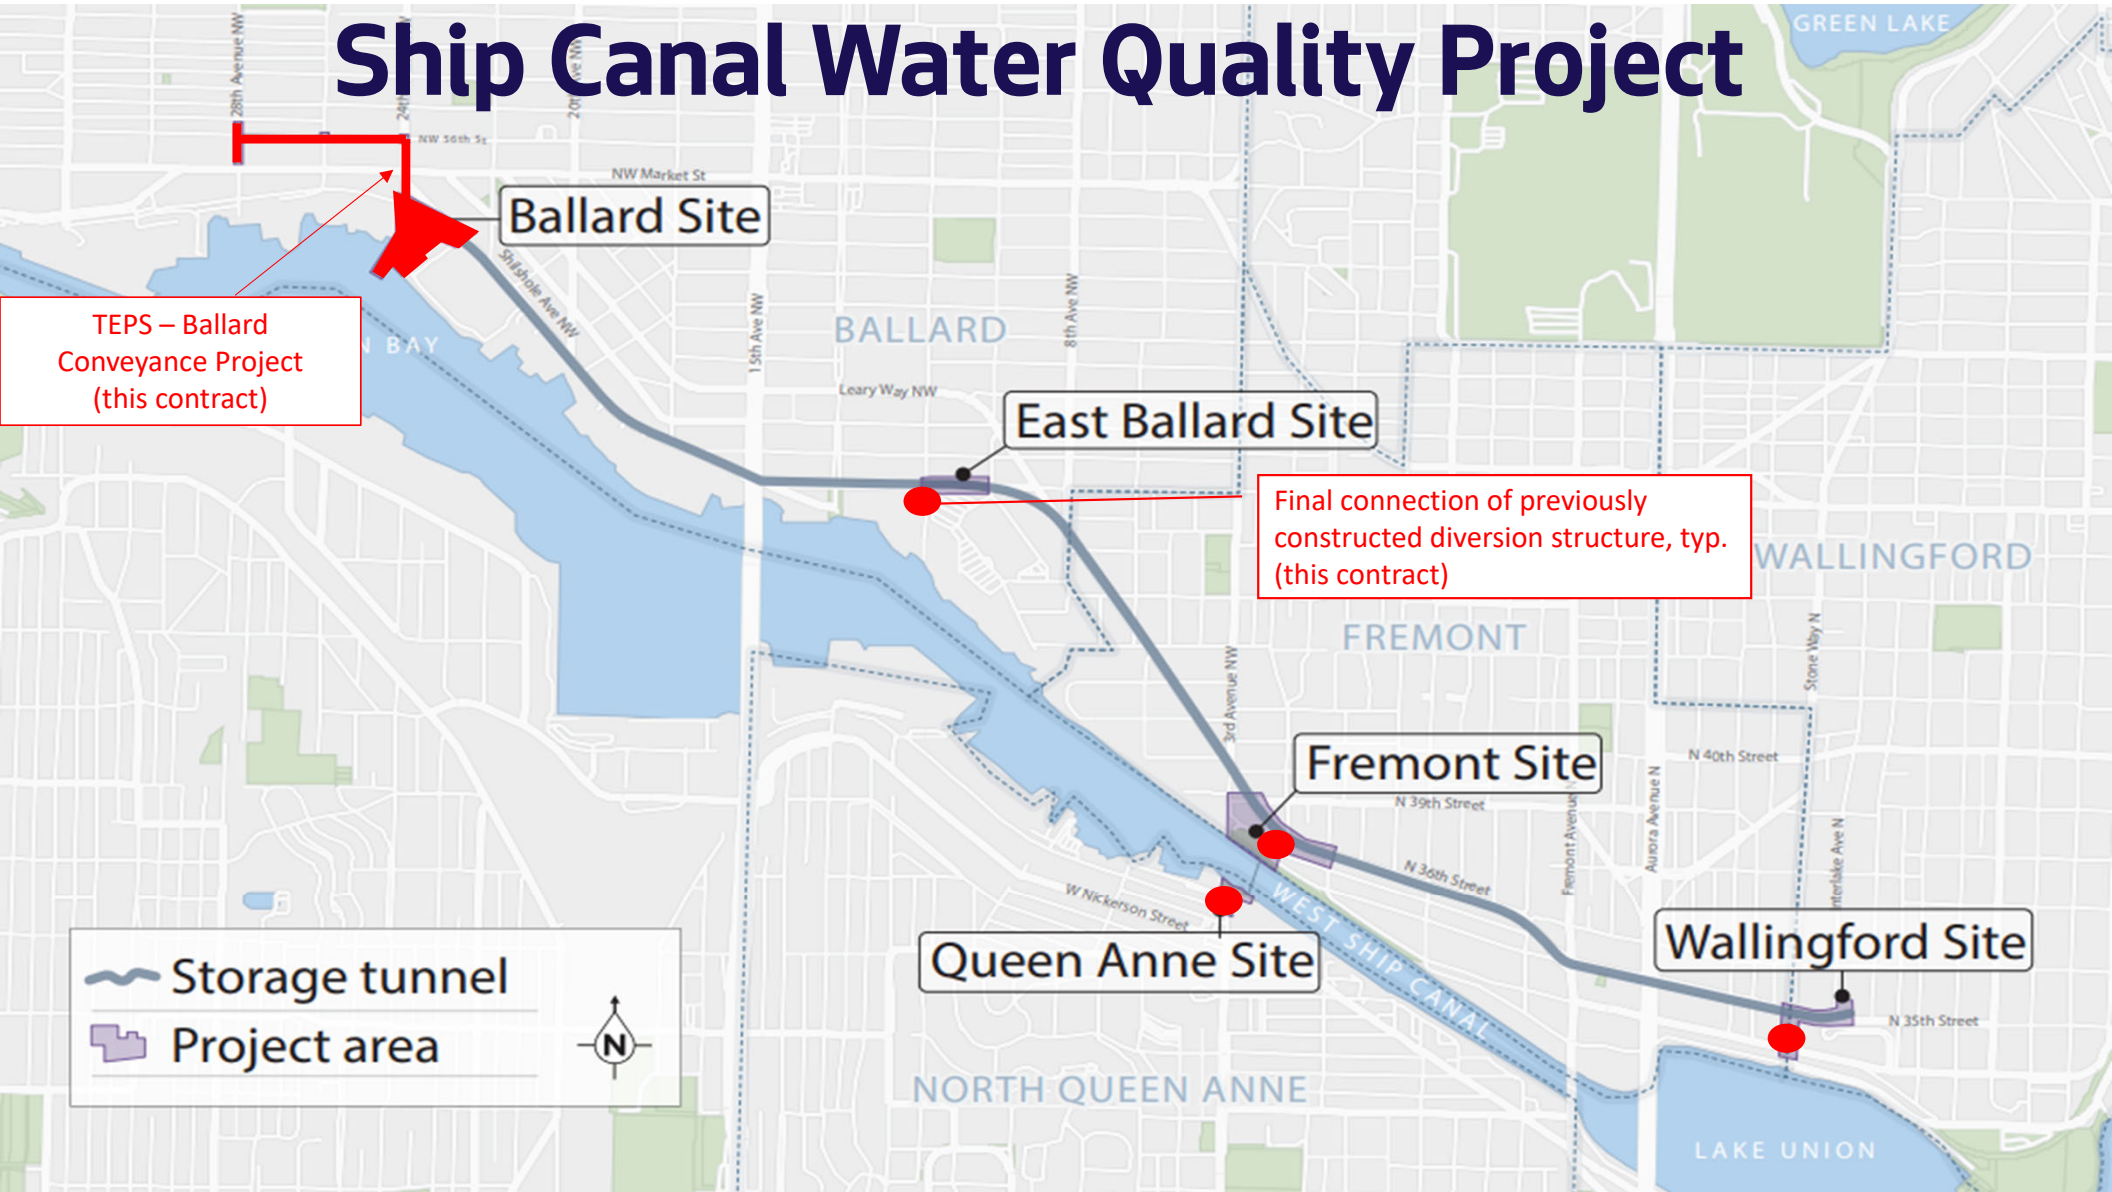 Ship Canal Water Quality Project
GREEN LAKE
28th Avenue NW
NW 56th St
NW Market St
Ballard Site
Shilshole Ave NW
TEPS – Ballard
Conveyance Project
(this contract)
BAY
15th Ave NW
BALLARD
8th Ave NW
Leary Way NW
East Ballard Site
Final connection of previously
constructed diversion structure, typ.
(this contract)
WALLINGFORD
FREMONT
3rd Avenue NW
Stone Way N
Fremont Site
N 40th Street
N 39th Street
Fremont Avenue
Aurora Avenue N
N 36th Street
W Nickerson Street
WEST SHIP CANAL
Queen Anne Site
Wallingford Site
N 35th Street
Storage tunnel
Project area
N
NORTH QUEEN ANNE
LAKE UNION